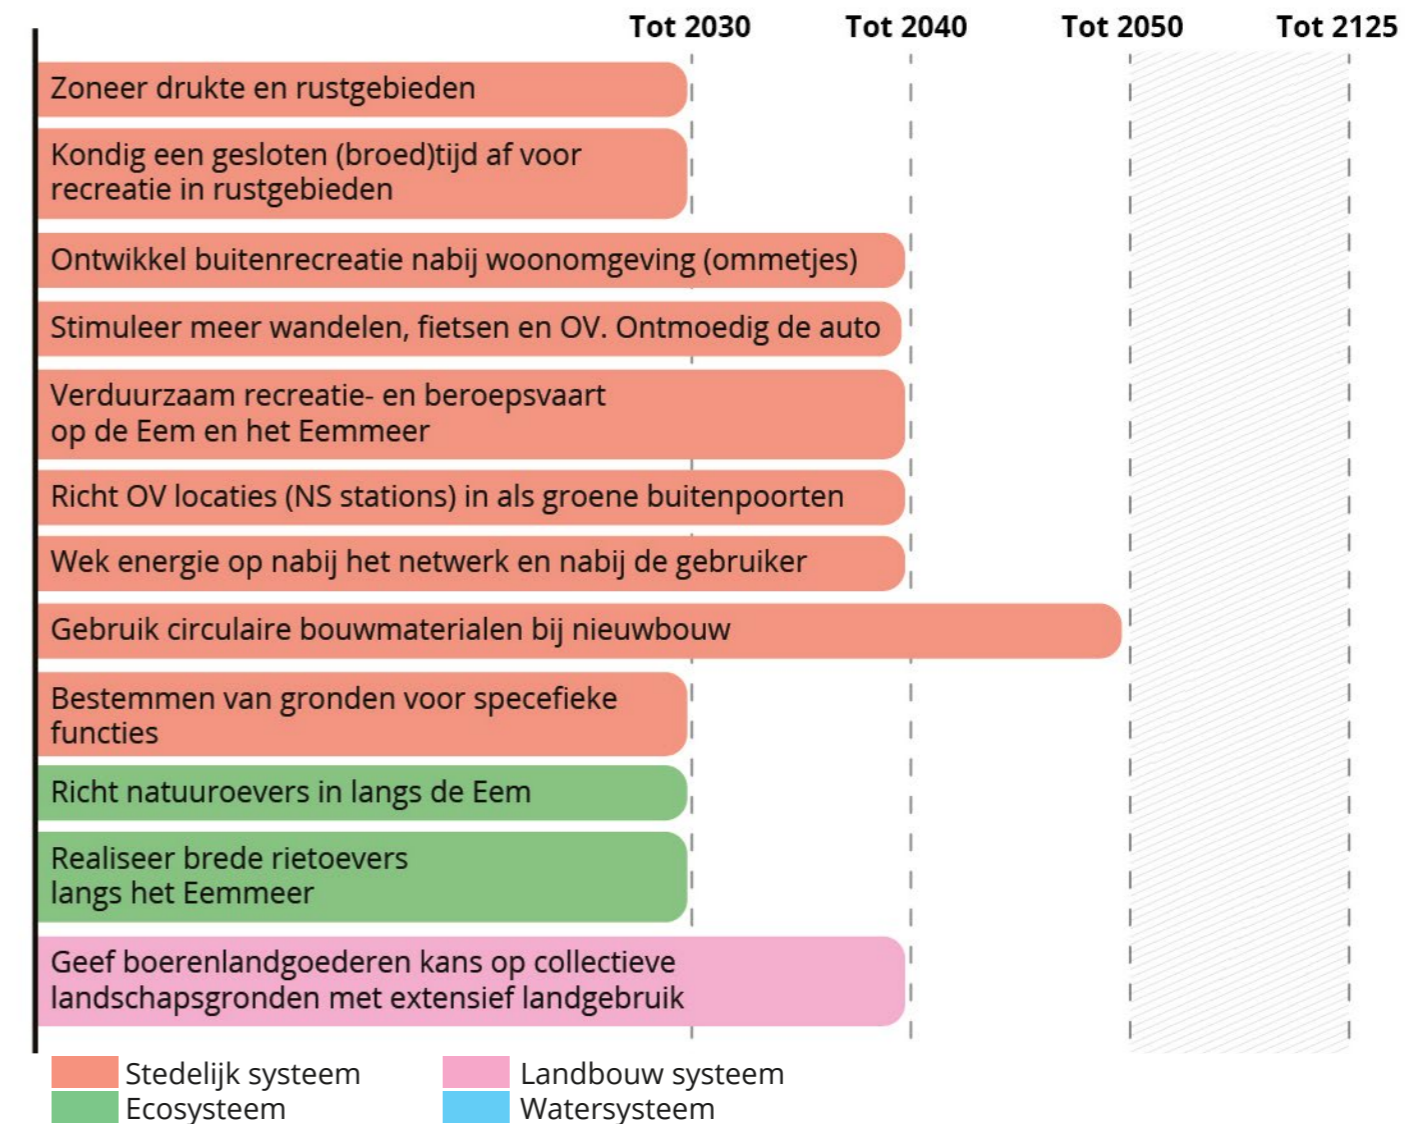 Tot 2030 Tot 2040 Tot 2050 Tot 2125
Zoneer drukte en rustgebieden
Kondig een gesloten (broed)tijd af voor
recreatie in rustgebieden
Ontwikkel buitenrecreatie nabij woonomgeving (ommetjes)
Stimuleer meer wandelen, fietsen en OV. Ontmoedig de auto
Verduurzaam recreatie- en beroepsvaart
op de Eem en het Eemmeer
Richt OV locaties (NS stations) in als groene buitenpoorten
Wek energie op nabij het netwerk en nabij de gebruiker
Gebruik circulaire bouwmaterialen bij nieuwbouw
Bestemmen van gronden voor specefieke
functies
Richt natuuroevers in langs de Eem
Realiseer brede rietoevers
langs het Eemmeer
Geef boerenlandgoederen kans op collectieve
landschapsgronden met extensief landgebruik
Stedelijk systeem
Ecosysteem
Landbouw systeem
Watersysteem